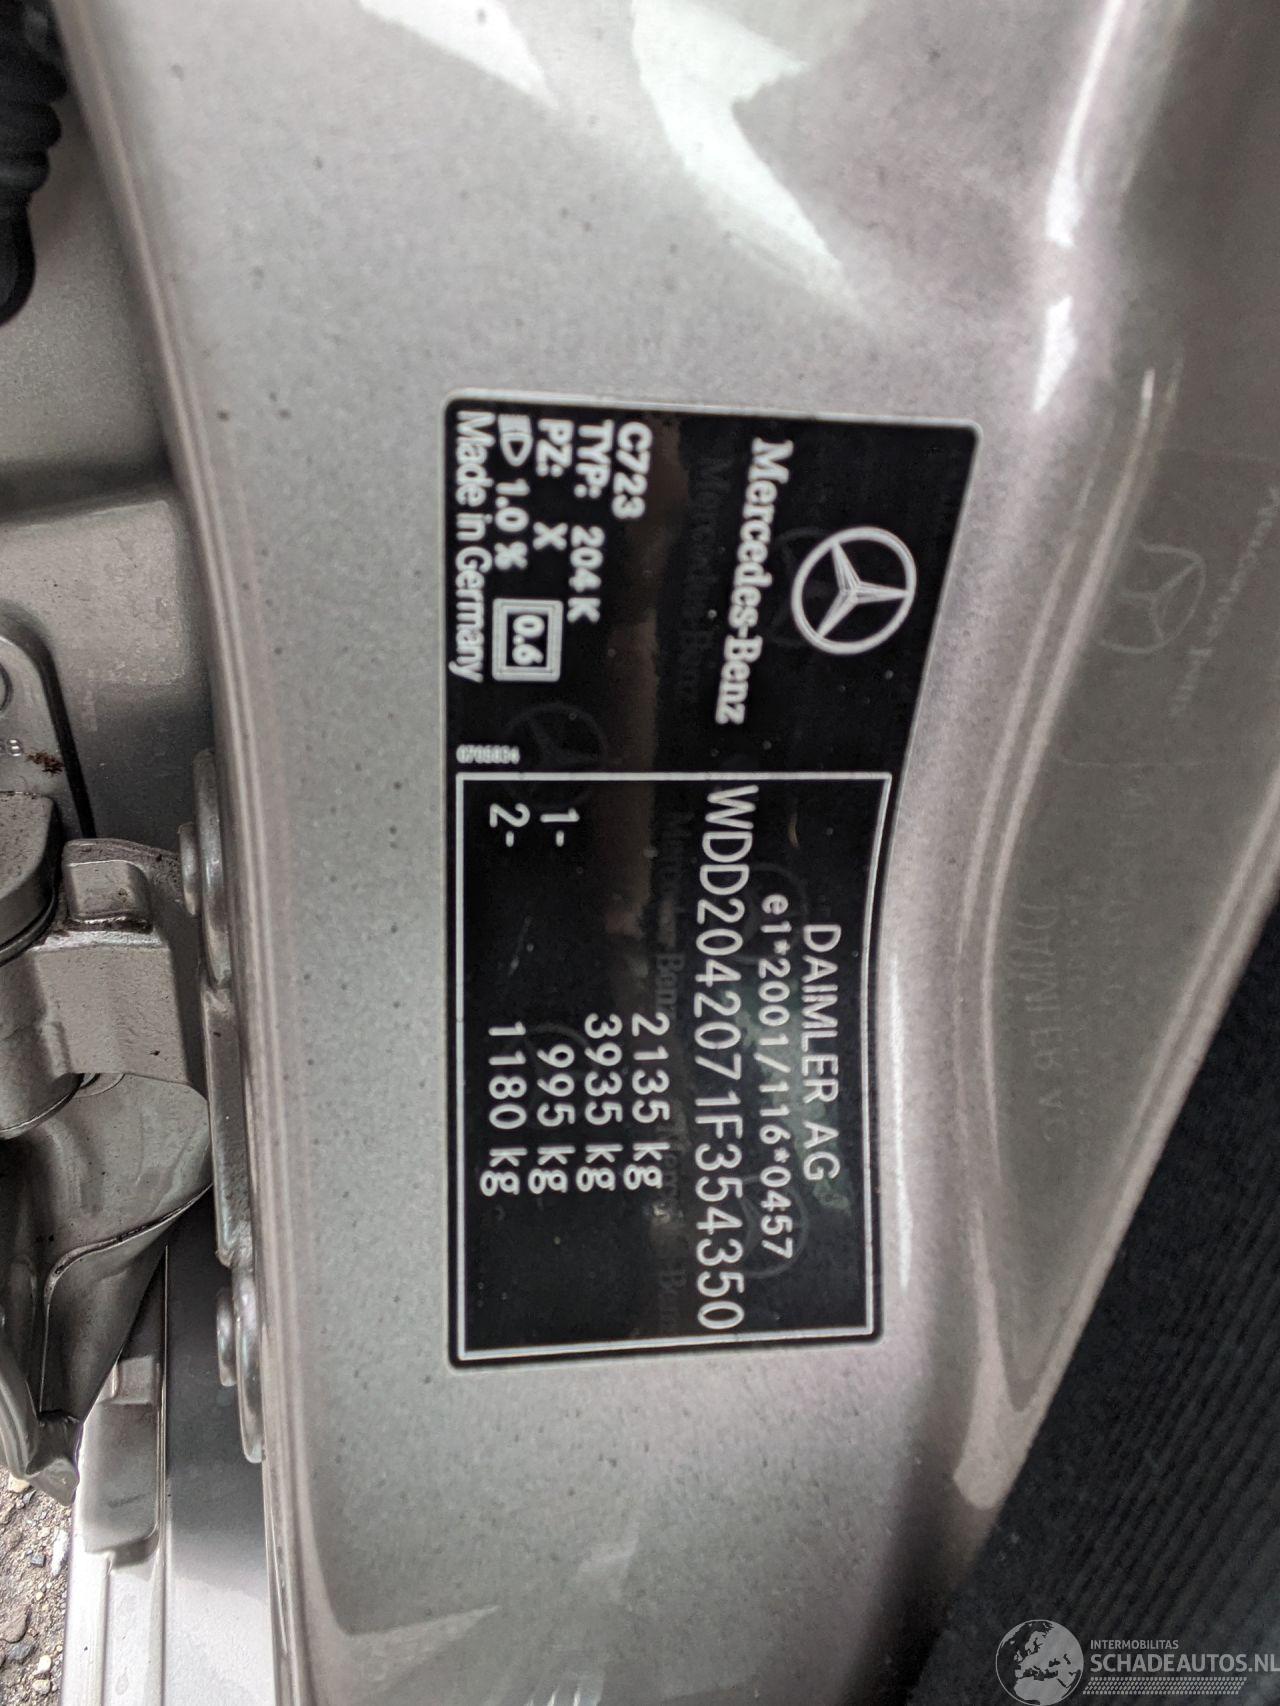 Mercedes-Benz
C723
TYP: 204 K
PZ: X
1.0 %
0.6
Made in Germany
DAIMLER AG
e1*2001/116*0457
WDD2042071F354350
2135 kg
3935 kg
1- 995 kg
2- 1180 kg
INTERMOBILITAS
SCHADEAUTOS.NL